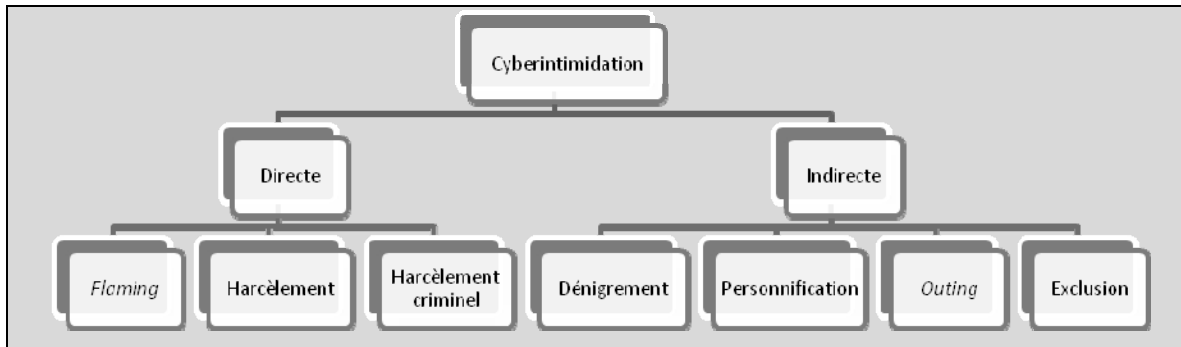 Cyberintimidation
Directe
Indirecte
Flaming
Harcèlement
Harcèlement
criminel
Dénigrement
Personnification
Outing
Exclusion